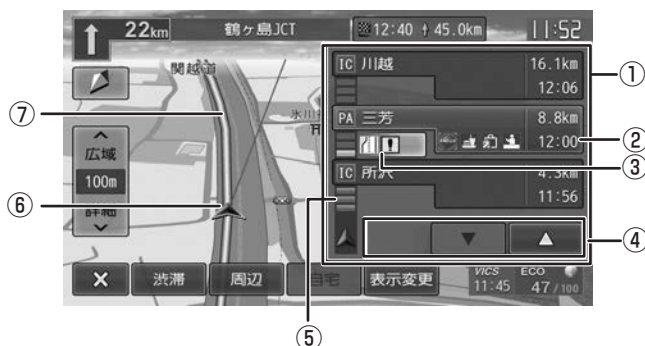 22km 鶴ヶ島JCT 12:40 45.0km 11:52
関越道
氷川
広域
100m
詳細
IC 川越 16.1km
12:06
PA 三芳 8.8km
12:00
IC 所沢 4.3km
11:56
× 渋滞 周辺 自宅 表示変更
VICS 11:45
ECO 47/100
①
②
③
④
⑤
⑥
⑦